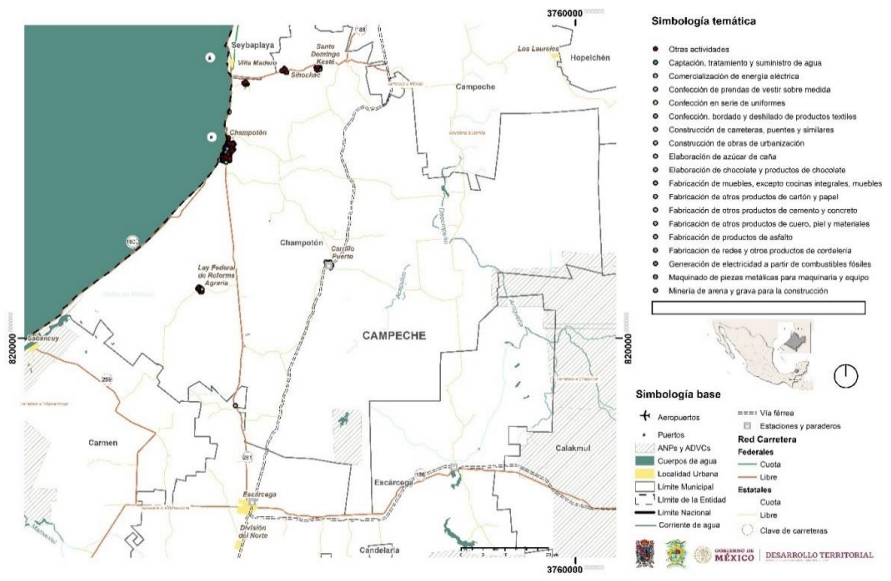 3760000
Seybaplaya
Villa Madero
Santo
Domingo
Kesté
Sihochac
Los Laureles
Hopelchén
Campeche
Champotón
Champotón
Carrillo
Puerto
Ley Federal
de Reforma
Agraria
CAMPECHE
820000
820000
Sabancuy
259
Carmen
261
186
Escárcega
Escárcega
División
del Norte
Candelaria
Calakmul
3760000
Simbología temática
Otras actividades
Captación, tratamiento y suministro de agua
Comercialización de energía eléctrica
Confección de prendas de vestir sobre medida
Confección en serie de uniformes
Confección, bordado y deshilado de productos textiles
Construcción de carreteras, puentes y similares
Construcción de obras de urbanización
Elaboración de azúcar de caña
Elaboración de chocolate y productos de chocolate
Fabricación de muebles, excepto cocinas integrales, muebles
Fabricación de otros productos de cartón y papel
Fabricación de otros productos de cemento y concreto
Fabricación de otros productos de cuero, piel y materiales
Fabricación de productos de asfalto
Fabricación de redes y otros productos de cordelería
Generación de electricidad a partir de combustibles fósiles
Maquinado de piezas metálicas para maquinaria y equipo
Minería de arena y grava para la construcción
Simbología base
Aeropuertos
Puertos
ANPs y ADVCs
Cuerpos de agua
Localidad Urbana
Límite Municipal
Límite de la Entidad
Límite Nacional
Corriente de agua
Vía férrea
Estaciones y paraderos
Red Carretera
Federales
Cuota
Libre
Estatales
Cuota
Libre
Clave de carreteras
GOBIERNO DE
MÉXICO
DESARROLLO TERRITORIAL